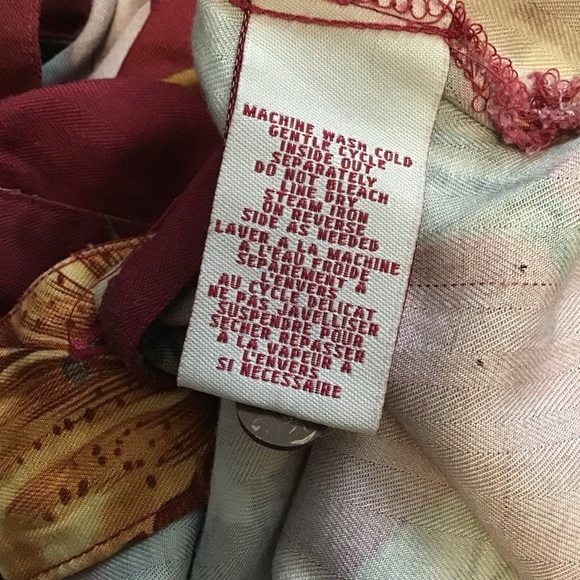 MACHINE WASH COLD
GENTLE CYCLE
INSIDE OUT
SEPARATELY
DO NOT BLEACH
LINE DRY
STEAM IRON
ON REVERSE
SIDE AS NEEDED
LAVER A LA MACHINE
A L'EAU FROIDE
SEPAREMENT A
L'ENVERS
AU CYCLE DELICAT
NE PAS JAVELLISER
SUSPENDRE POUR
SECHER REPASSER
A LA VAPEUR A
L'ENVERS
SI NECESSAIRE